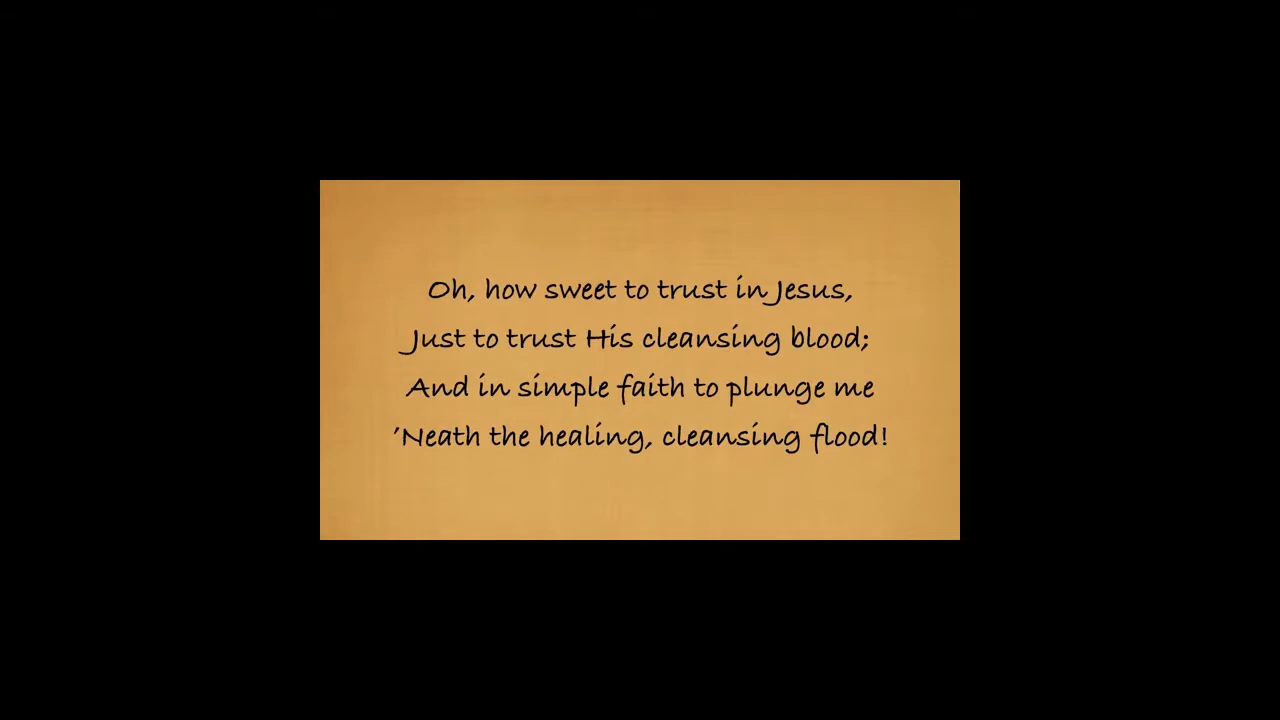 Oh, how sweet to trust in Jesus,
Just to trust His cleansing blood;
And in simple faith to plunge me
’Neath the healing, cleansing flood!